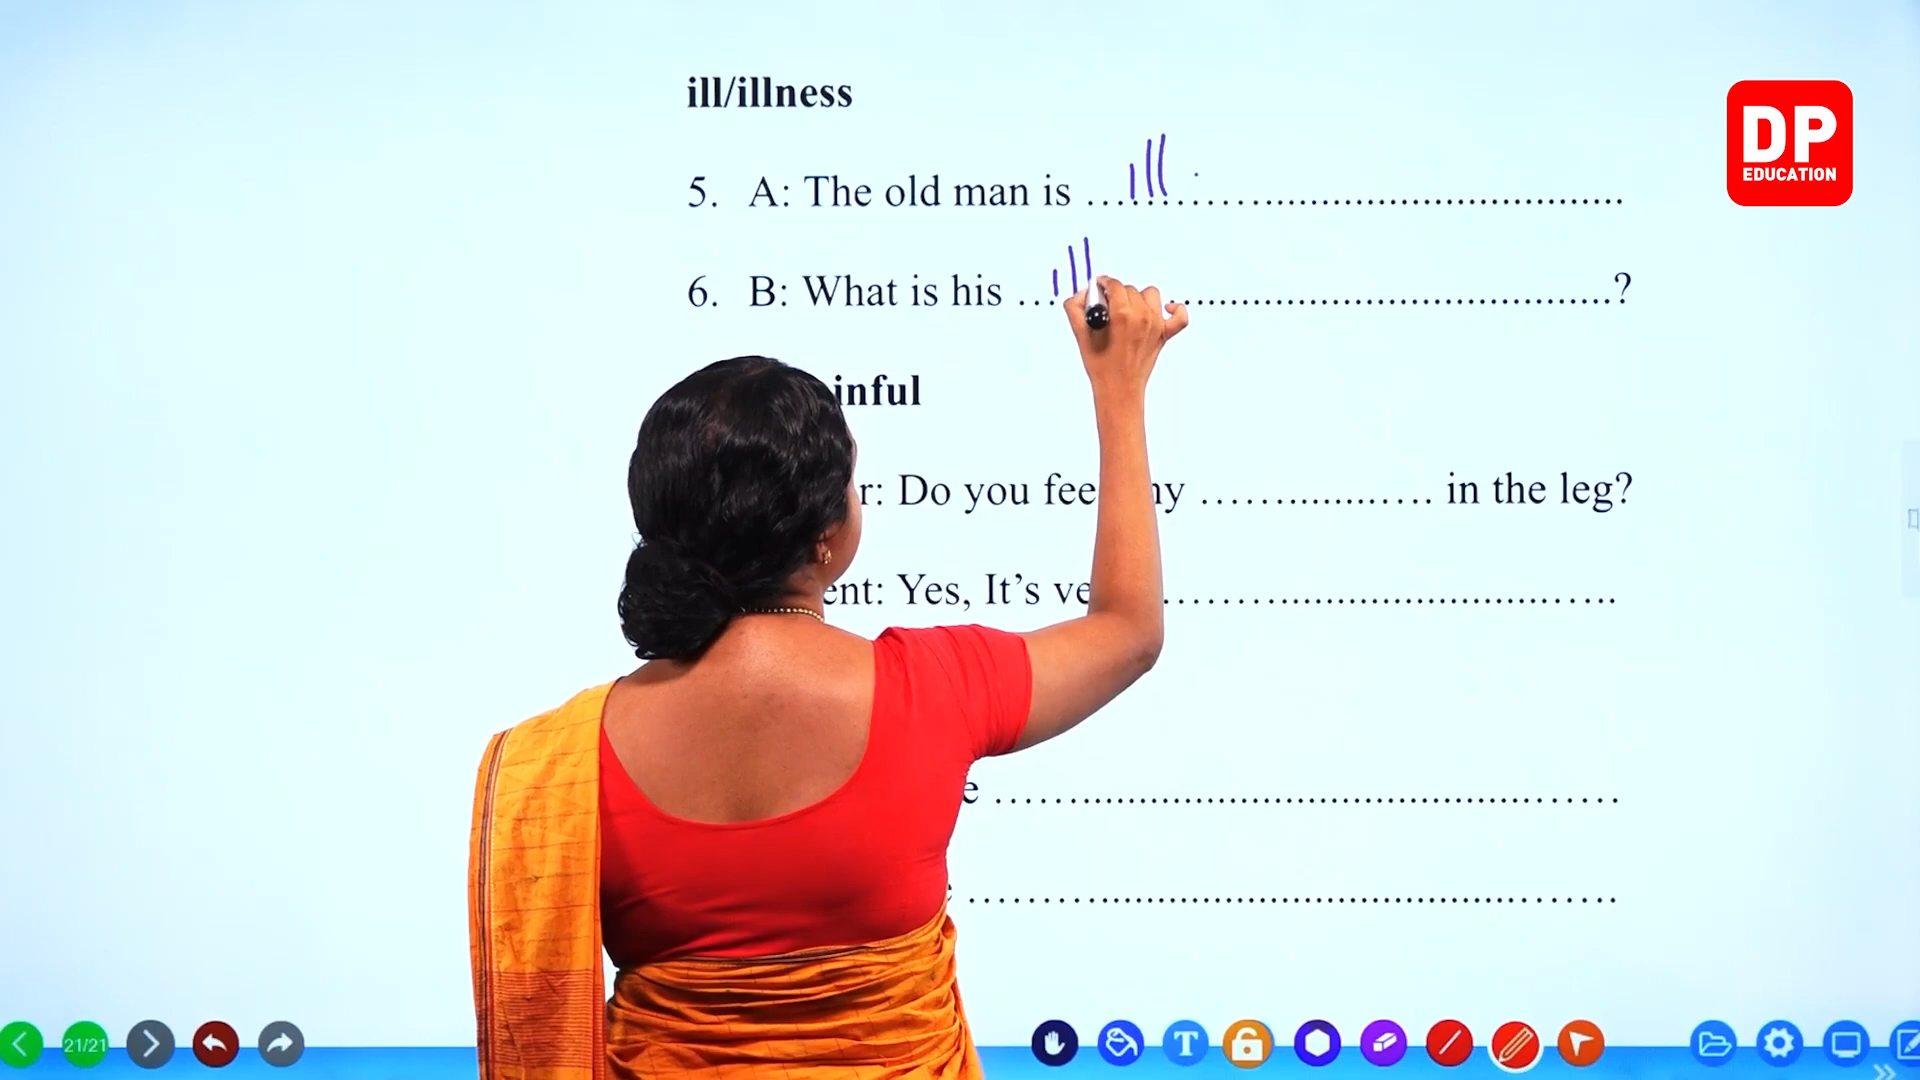 ill/illness
DP
EDUCATION
5. A: The old man is ...ill...............
6. B: What is his ...ill...............?
inful
r: Do you fee ny ............... in the leg?
ent: Yes, It’s ve ...............
e ...............
...............
21/21
T